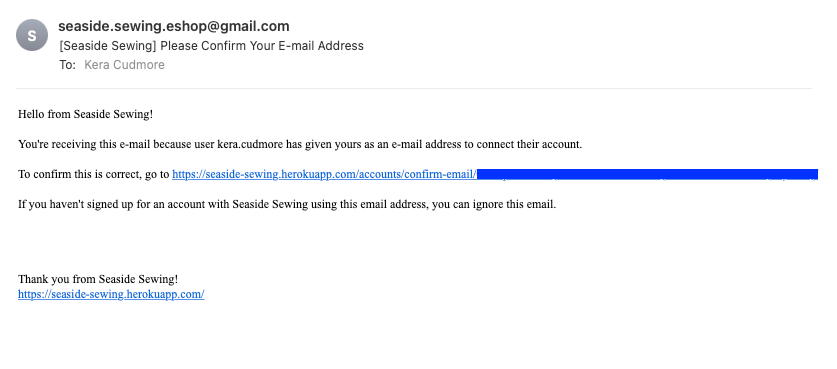 S
seaside.sewing.eshop@gmail.com
[Seaside Sewing] Please Confirm Your E-mail Address
To: Kera Cudmore
Hello from Seaside Sewing!
You're receiving this e-mail because user kera.cudmore has given yours as an e-mail address to connect their account.
To confirm this is correct, go to https://seaside-sewing.herokuapp.com/accounts/confirm-email/
If you haven't signed up for an account with Seaside Sewing using this email address, you can ignore this email.
Thank you from Seaside Sewing!
https://seaside-sewing.herokuapp.com/